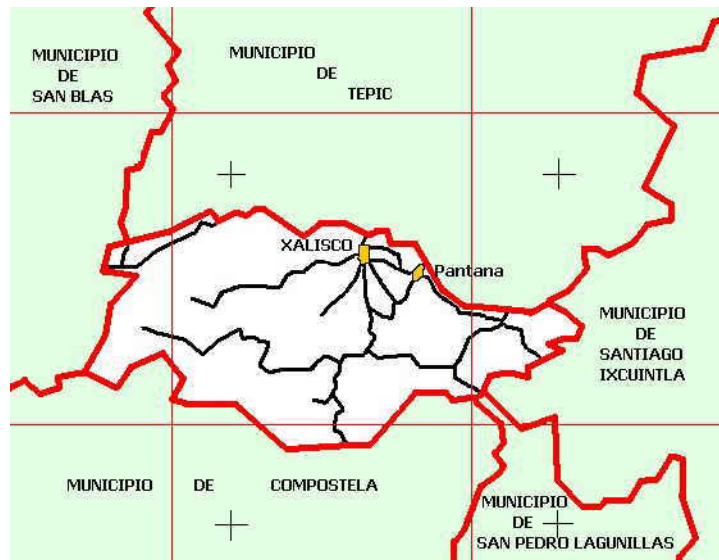 MUNICIPIO
DE
SAN BLAS
MUNICIPIO
DE
TEPIC
XALISCO
Pantana
MUNICIPIO
DE
SANTIAGO
IXCUINTLA
MUNICIPIO DE COMPOSTELA
MUNICIPIO
DE
SAN PEDRO LAGUNILLAS